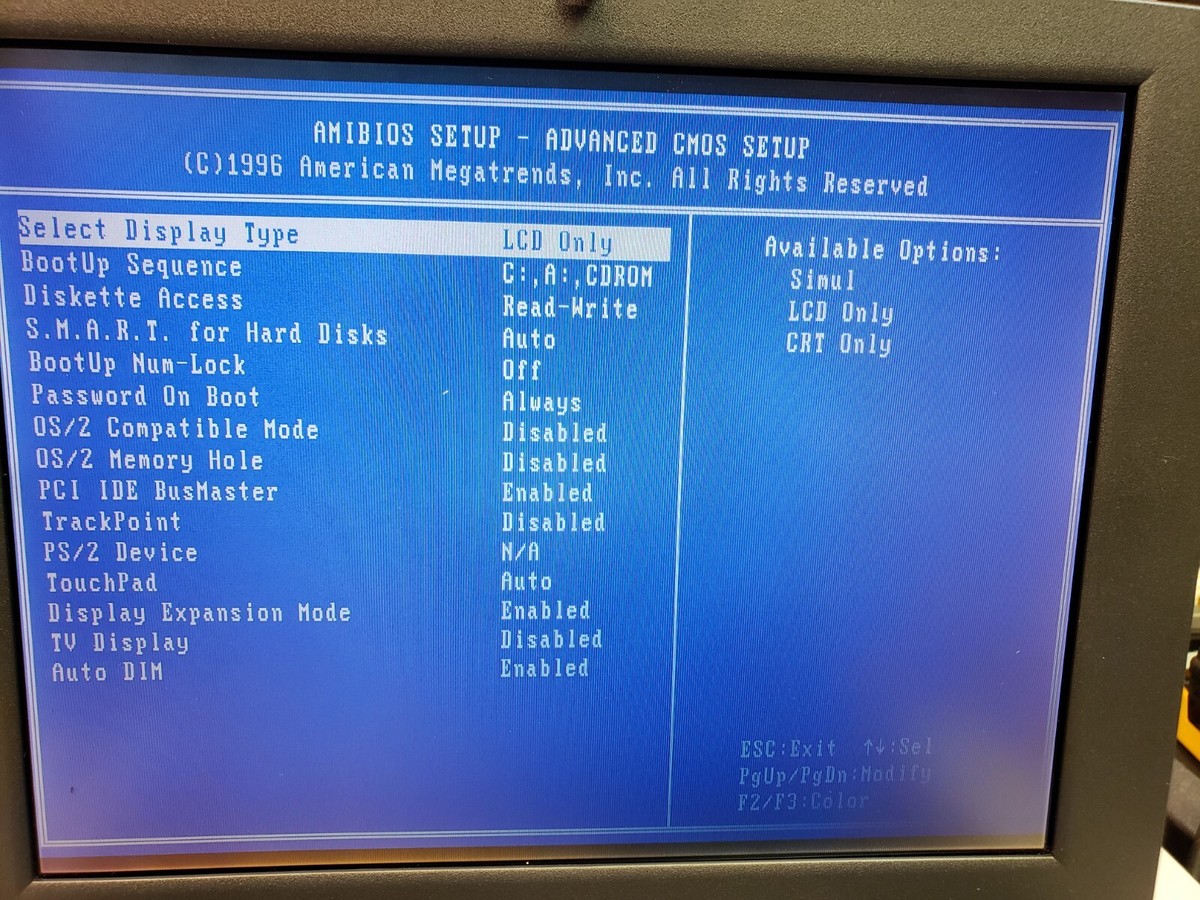 AMIBIOS SETUP - ADVANCED CMOS SETUP
(C)1996 American Megatrends, Inc. All Rights Reserved
Select Display Type LCD Only
BootUp Sequence C:,A:,CDROM
Diskette Access Read-Write
S.M.A.R.T. for Hard Disks Auto
BootUp Num-Lock Off
Password On Boot Always
OS/2 Compatible Mode Disabled
OS/2 Memory Hole Disabled
PCI IDE BusMaster Enabled
TrackPoint Disabled
PS/2 Device N/A
TouchPad Auto
Display Expansion Mode Enabled
TV Display Disabled
Auto DIM Enabled
Available Options:
Simul
LCD Only
CRT Only
ESC:Exit ↑↓:Sel
PgUp/PgDn:Modify
F2/F3:Color